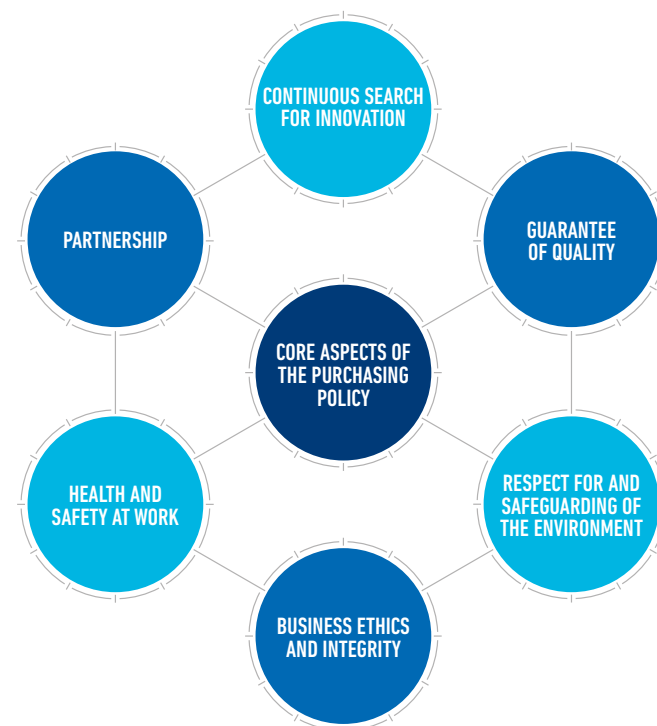 CONTINUOUS SEARCH
FOR INNOVATION
PARTNERSHIP
GUARANTEE
OF QUALITY
CORE ASPECTS OF
THE PURCHASING
POLICY
HEALTH AND
SAFETY AT WORK
RESPECT FOR AND
SAFEGUARDING OF
THE ENVIRONMENT
BUSINESS ETHICS
AND INTEGRITY